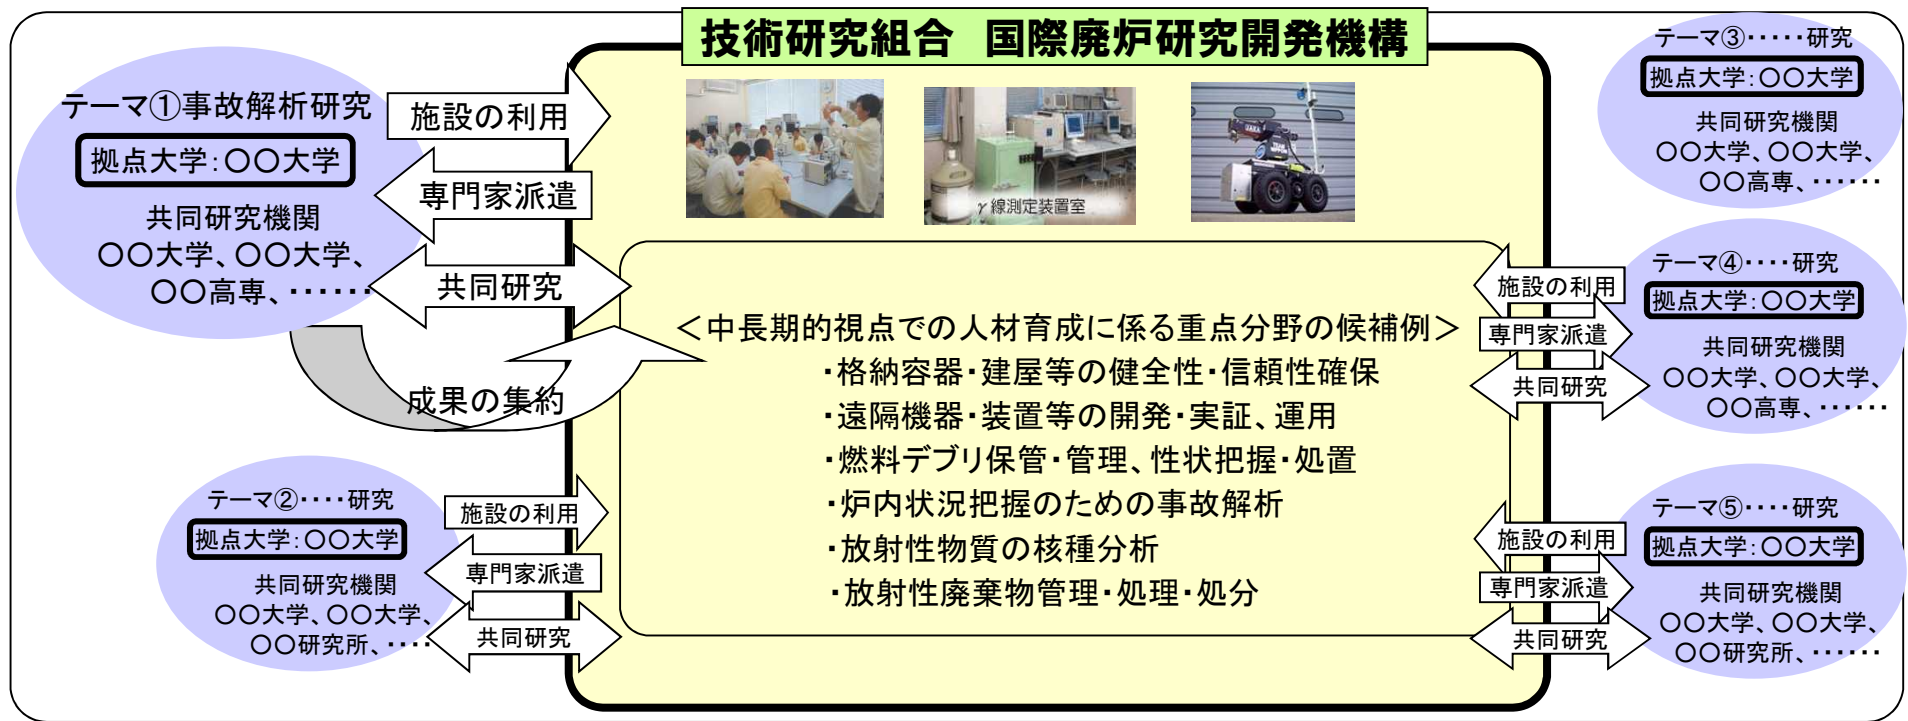 技術研究組合　国際廃炉研究開発機構
テーマ①事故解析研究
拠点大学：〇〇大学
共同研究機関
〇〇大学、〇〇大学、
〇〇高専、・・・・・・
施設の利用
専門家派遣
共同研究
成果の集約
テーマ②・・・・研究
拠点大学：〇〇大学
共同研究機関
〇〇大学、〇〇大学、
〇〇研究所、・・・・
施設の利用
専門家派遣
共同研究
γ線測定装置室
＜中長期的視点での人材育成に係る重点分野の候補例＞
・格納容器・建屋等の健全性・信頼性確保
・遠隔機器・装置等の開発・実証、運用
・燃料デブリ保管・管理、性状把握・処置
・炉内状況把握のための事故解析
・放射性物質の核種分析
・放射性廃棄物管理・処理・処分
テーマ③・・・・・研究
拠点大学：〇〇大学
共同研究機関
〇〇大学、〇〇大学、
〇〇高専、・・・・・・
施設の利用
専門家派遣
共同研究
テーマ④・・・・研究
拠点大学：〇〇大学
共同研究機関
〇〇大学、〇〇大学、
〇〇高専、・・・・・・
施設の利用
専門家派遣
共同研究
テーマ⑤・・・・研究
拠点大学：〇〇大学
共同研究機関
〇〇大学、〇〇大学、
〇〇研究所、・・・・・・